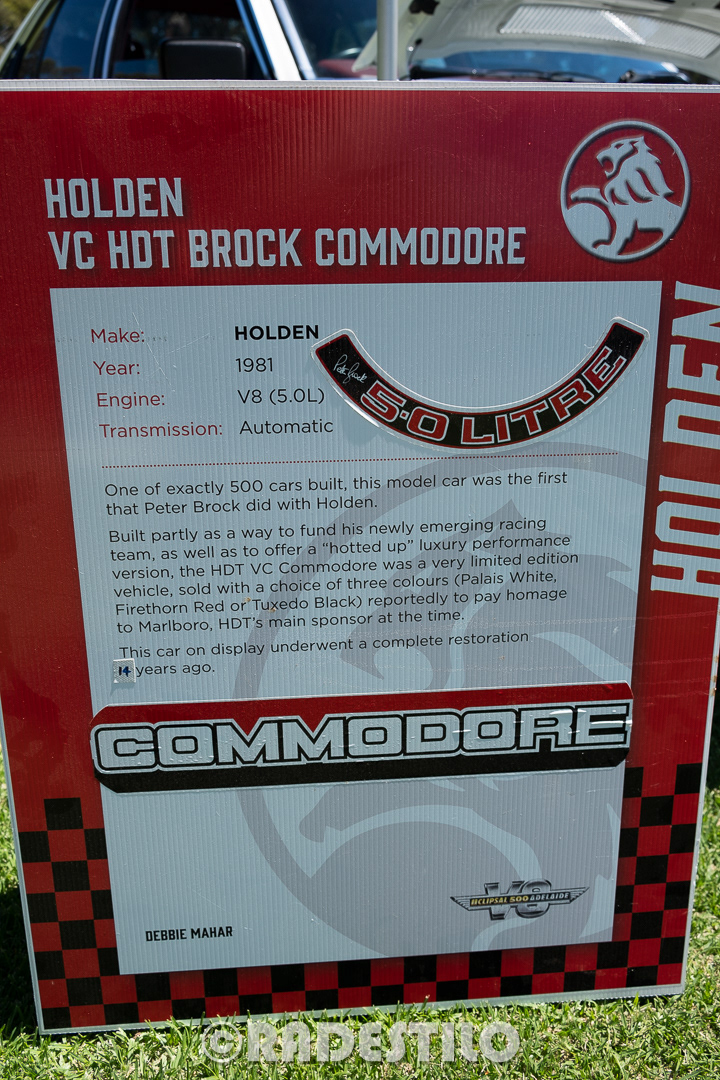 HOLDEN
VC HDT BROCK COMMODORE
HOLDEN
Make: HOLDEN
Year: 1981
Engine: V8 (5.0L)
Transmission: Automatic
Peter Brock
5.0 LITRE
One of exactly 500 cars built, this model car was the first
that Peter Brock did with Holden.
Built partly as a way to fund his newly emerging racing
team, as well as to offer a “hotted up” luxury performance
version, the HDT VC Commodore was a very limited edition
vehicle, sold with a choice of three colours (Palais White,
Firethorn Red or Tuxedo Black) reportedly to pay homage
to Marlboro, HDT’s main sponsor at the time.
This car on display underwent a complete restoration
14 years ago.
COMMODORE
V8
CLIPSAL 500 ADELAIDE
DEBBIE MAHAR
©RADESTILO